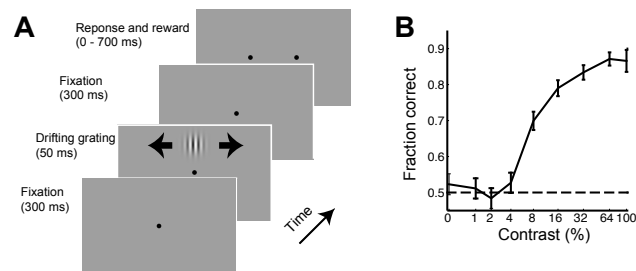 A
Reponse and reward
(0 - 700 ms)
Fixation
(300 ms)
Drifting grating
(50 ms)
Fixation
(300 ms)
Time
B
Fraction correct
0.9
0.8
0.7
0.6
0.5
0 1 2 4 8 16 32 64 100
Contrast (%)